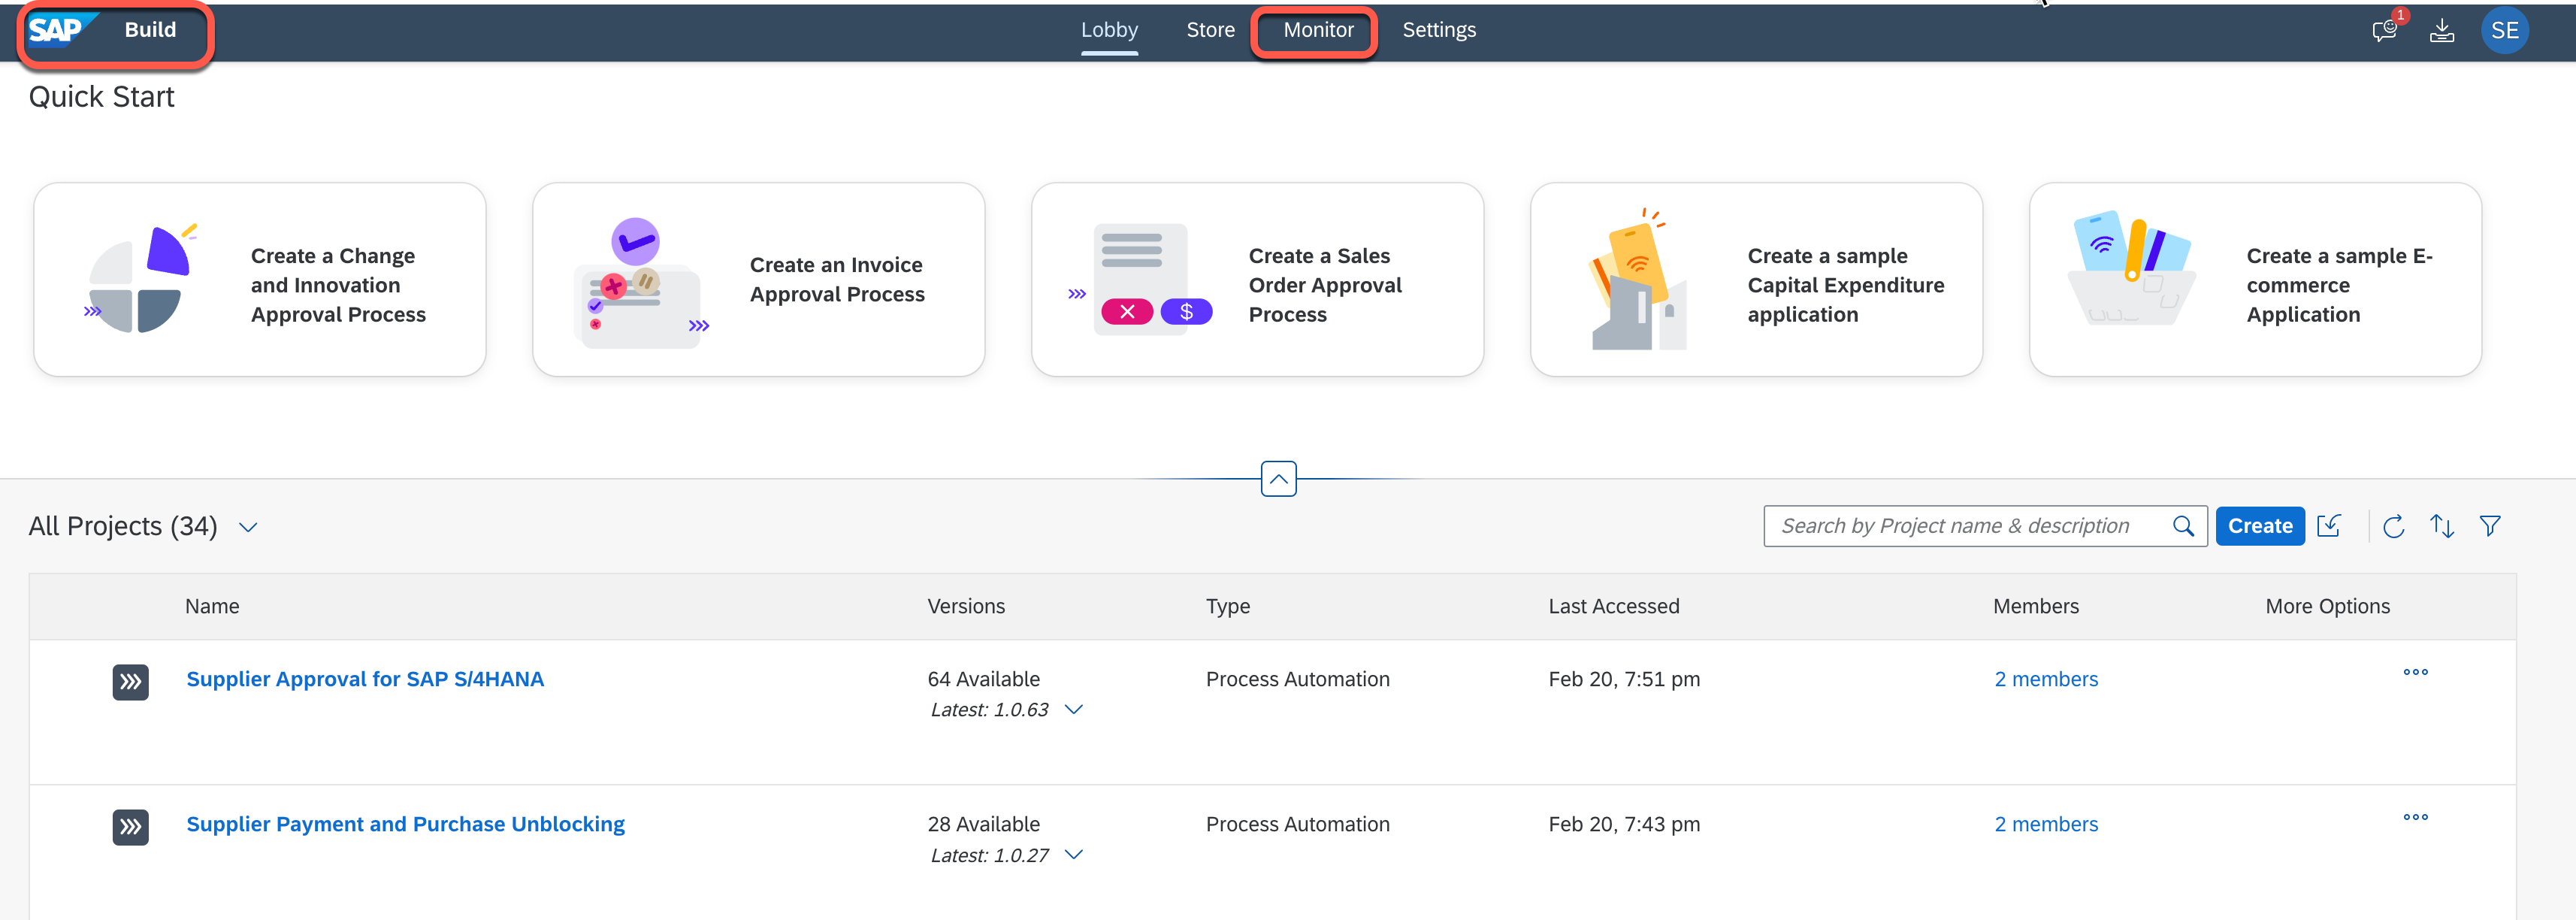 SAP Build Lobby Store Monitor Settings 1 SE
Quick Start
Create a Change
and Innovation
Approval Process
Create an Invoice
Approval Process
$
Create a Sales
Order Approval
Process
Create a sample
Capital Expenditure
application
Create a sample E-
commerce
Application
All Projects (34)
Search by Project name & description
Create
Name Versions Type Last Accessed Members More Options
Supplier Approval for SAP S/4HANA 64 Available Process Automation Feb 20, 7:51 pm 2 members
Latest: 1.0.63
Supplier Payment and Purchase Unblocking 28 Available Process Automation Feb 20, 7:43 pm 2 members
Latest: 1.0.27